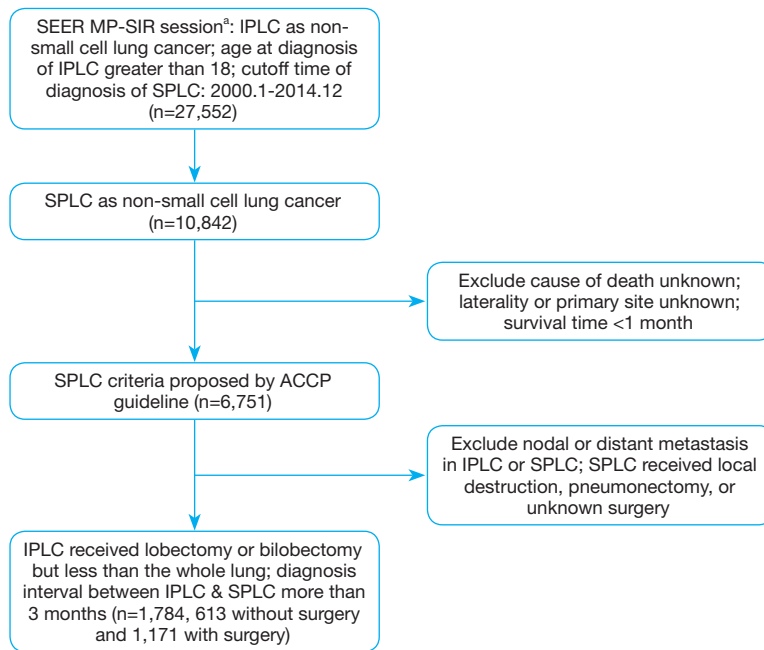 SEER MP-SIR sessionᵃ: IPLC as non-
small cell lung cancer; age at diagnosis
of IPLC greater than 18; cutoff time of
diagnosis of SPLC: 2000.1-2014.12
(n=27,552)
SPLC as non-small cell lung cancer
(n=10,842)
Exclude cause of death unknown;
laterality or primary site unknown;
survival time <1 month
SPLC criteria proposed by ACCP
guideline (n=6,751)
Exclude nodal or distant metastasis
in IPLC or SPLC; SPLC received local
destruction, pneumonectomy, or
unknown surgery
IPLC received lobectomy or bilobectomy
but less than the whole lung; diagnosis
interval between IPLC & SPLC more than
3 months (n=1,784, 613 without surgery
and 1,171 with surgery)